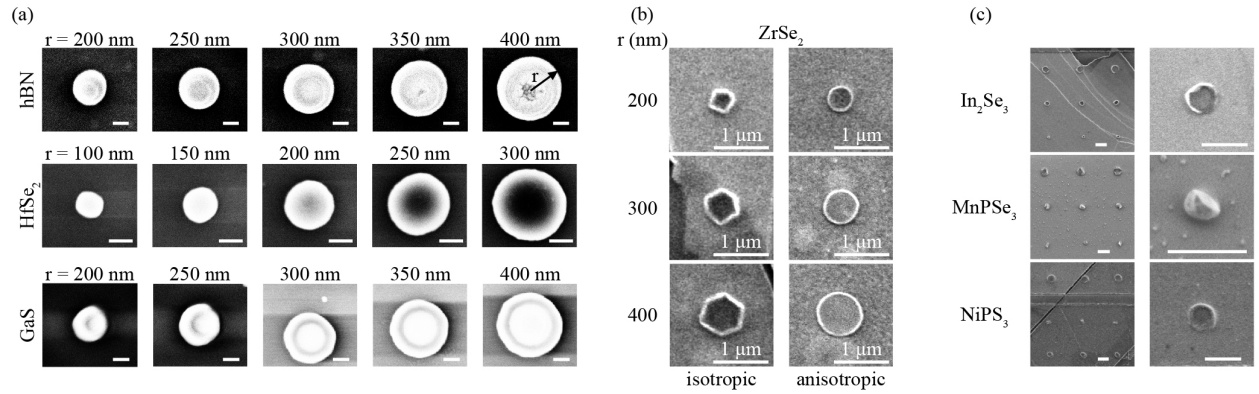 (a)
r = 200 nm 250 nm 300 nm 350 nm 400 nm
hBN
r
r = 100 nm 150 nm 200 nm 250 nm 300 nm
HfSe2
r = 200 nm 250 nm 300 nm 350 nm 400 nm
GaS
(b)
ZrSe2
r (nm)
200
1 μm 1 μm
300
1 μm 1 μm
400
1 μm 1 μm
isotropic anisotropic
(c)
In2Se3
MnPSe3
NiPS3